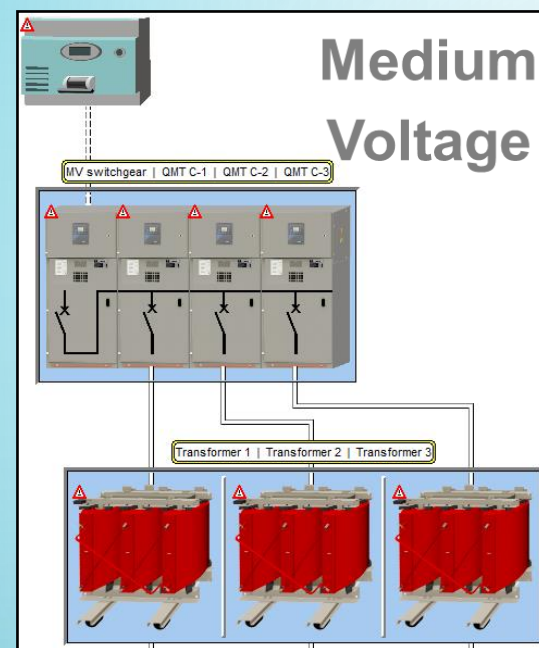 Medium
Voltage
MV switchgear | QMT C-1 | QMT C-2 | QMT C-3
Transformer 1 | Transformer 2 | Transformer 3